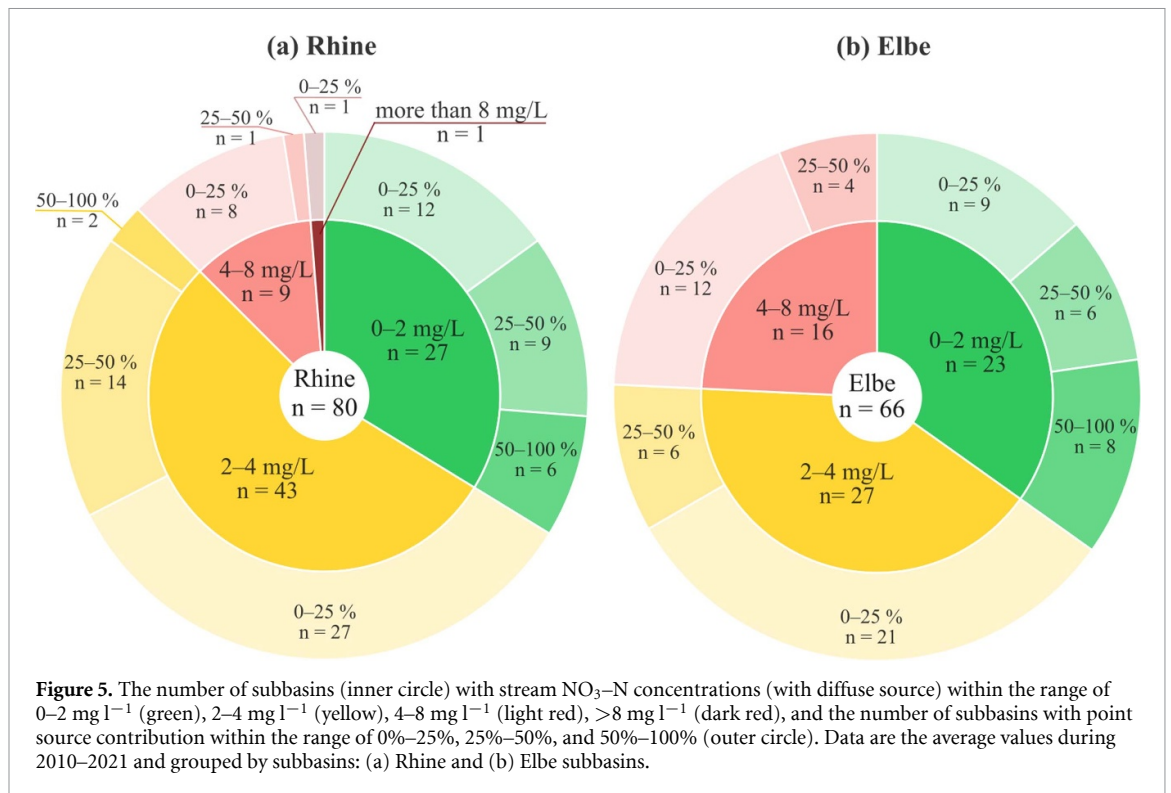 (a) Rhine
0–25 %
n = 1
more than 8 mg/L
n = 1
25–50 %
n = 1
0–25 %
n = 8
0–25 %
n = 12
50–100 %
n = 2
4–8 mg/L
n = 9
0–2 mg/L
n = 27
25–50 %
n = 9
25–50 %
n = 14
Rhine
n = 80
50–100 %
n = 6
2–4 mg/L
n = 43
0–25 %
n = 27
(b) Elbe
25–50 %
n = 4
0–25 %
n = 9
0–25 %
n = 12
4–8 mg/L
n = 16
25–50 %
n = 6
0–2 mg/L
n = 23
Elbe
n = 66
25–50 %
n = 6
50–100 %
n = 8
2–4 mg/L
n= 27
0–25 %
n = 21
Figure 5. The number of subbasins (inner circle) with stream NO₃–N concentrations (with diffuse source) within the range of
0–2 mg l⁻¹ (green), 2–4 mg l⁻¹ (yellow), 4–8 mg l⁻¹ (light red), >8 mg l⁻¹ (dark red), and the number of subbasins with point
source contribution within the range of 0%–25%, 25%–50%, and 50%–100% (outer circle). Data are the average values during
2010–2021 and grouped by subbasins: (a) Rhine and (b) Elbe subbasins.